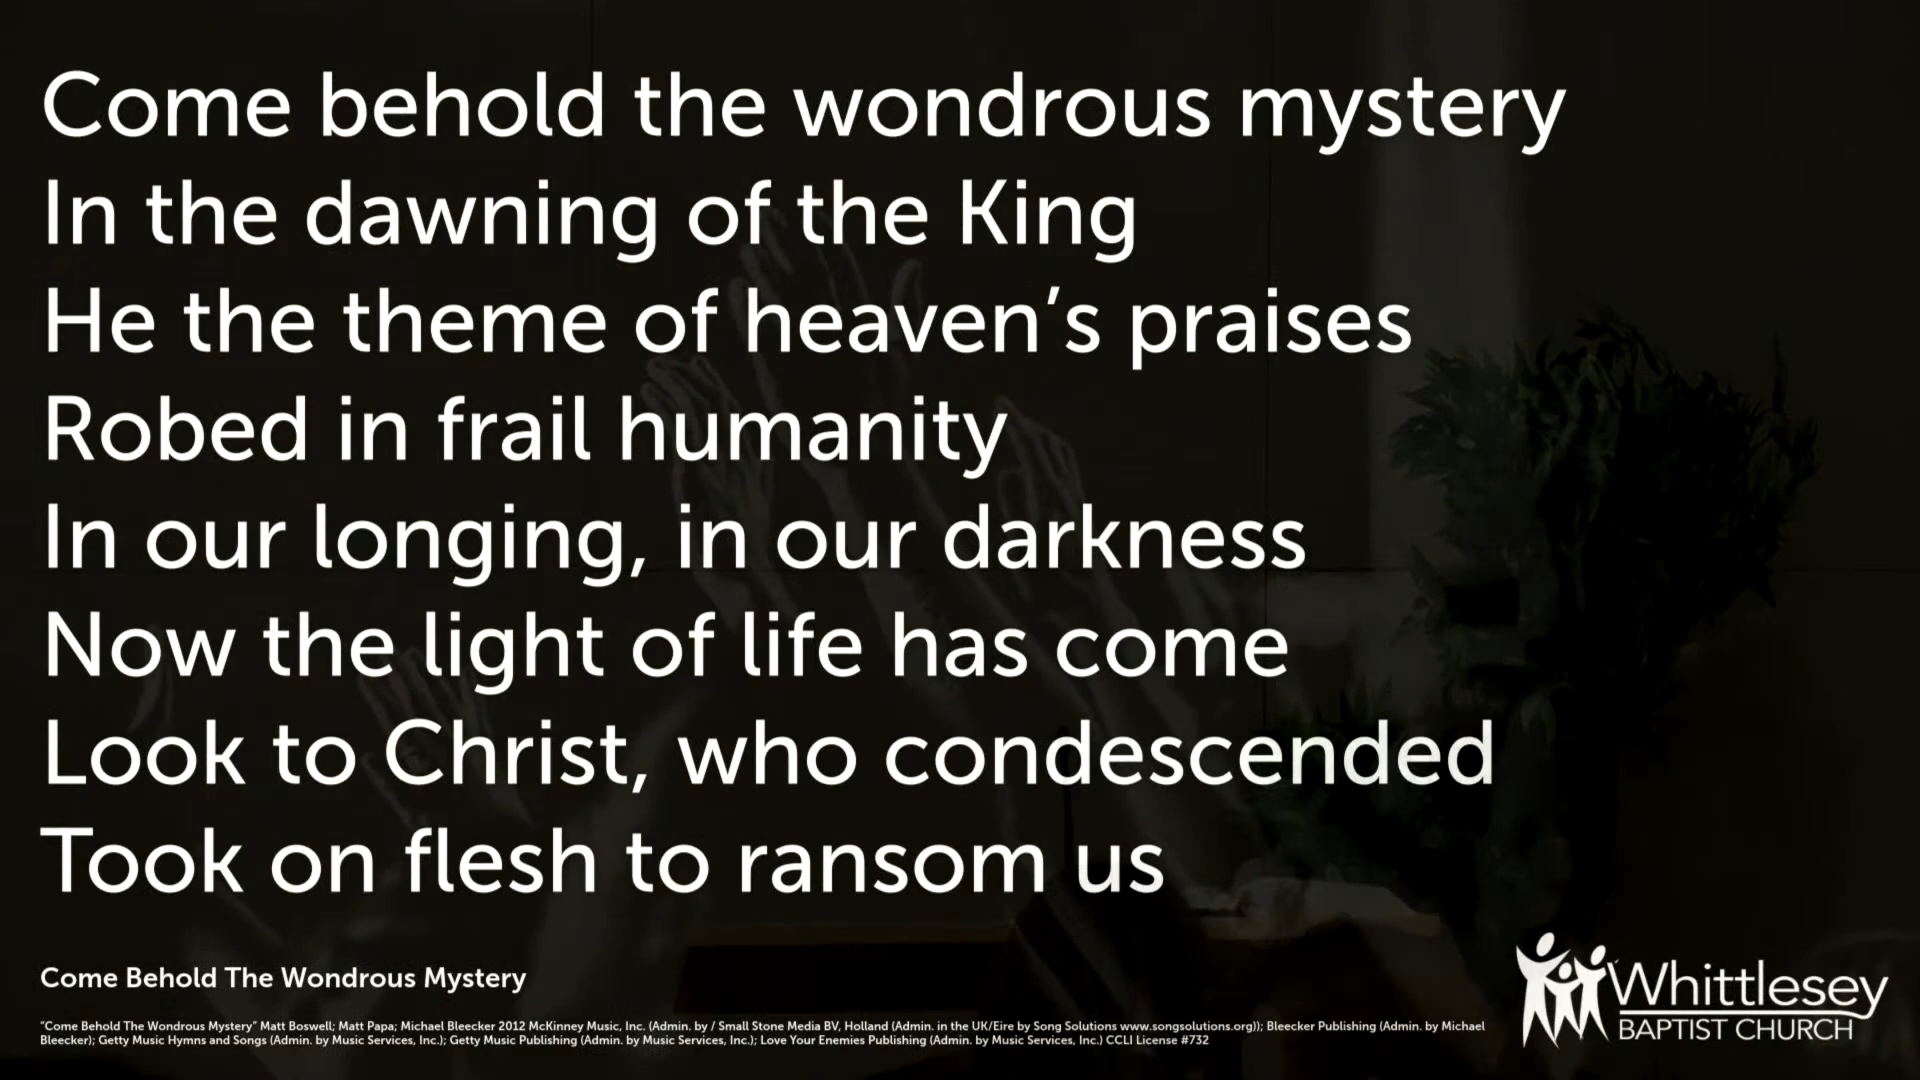 Come behold the wondrous mystery
In the dawning of the King
He the theme of heaven’s praises
Robed in frail humanity
In our longing, in our darkness
Now the light of life has come
Look to Christ, who condescended
Took on flesh to ransom us
Come Behold The Wondrous Mystery
"Come Behold The Wondrous Mystery" Matt Boswell; Matt Papa; Michael Bleecker 2012 McKinney Music, Inc. (Admin. by / Small Stone Media BV, Holland (Admin. in the UK/Eire by Song Solutions www.songsolutions.org)); Bleecker Publishing (Admin. by Michael
Bleecker); Getty Music Hymns and Songs (Admin. by Music Services, Inc.); Getty Music Publishing (Admin. by Music Services, Inc.); Love Your Enemies Publishing (Admin. by Music Services, Inc.) CCLI License #732
Whittlesey
BAPTIST CHURCH